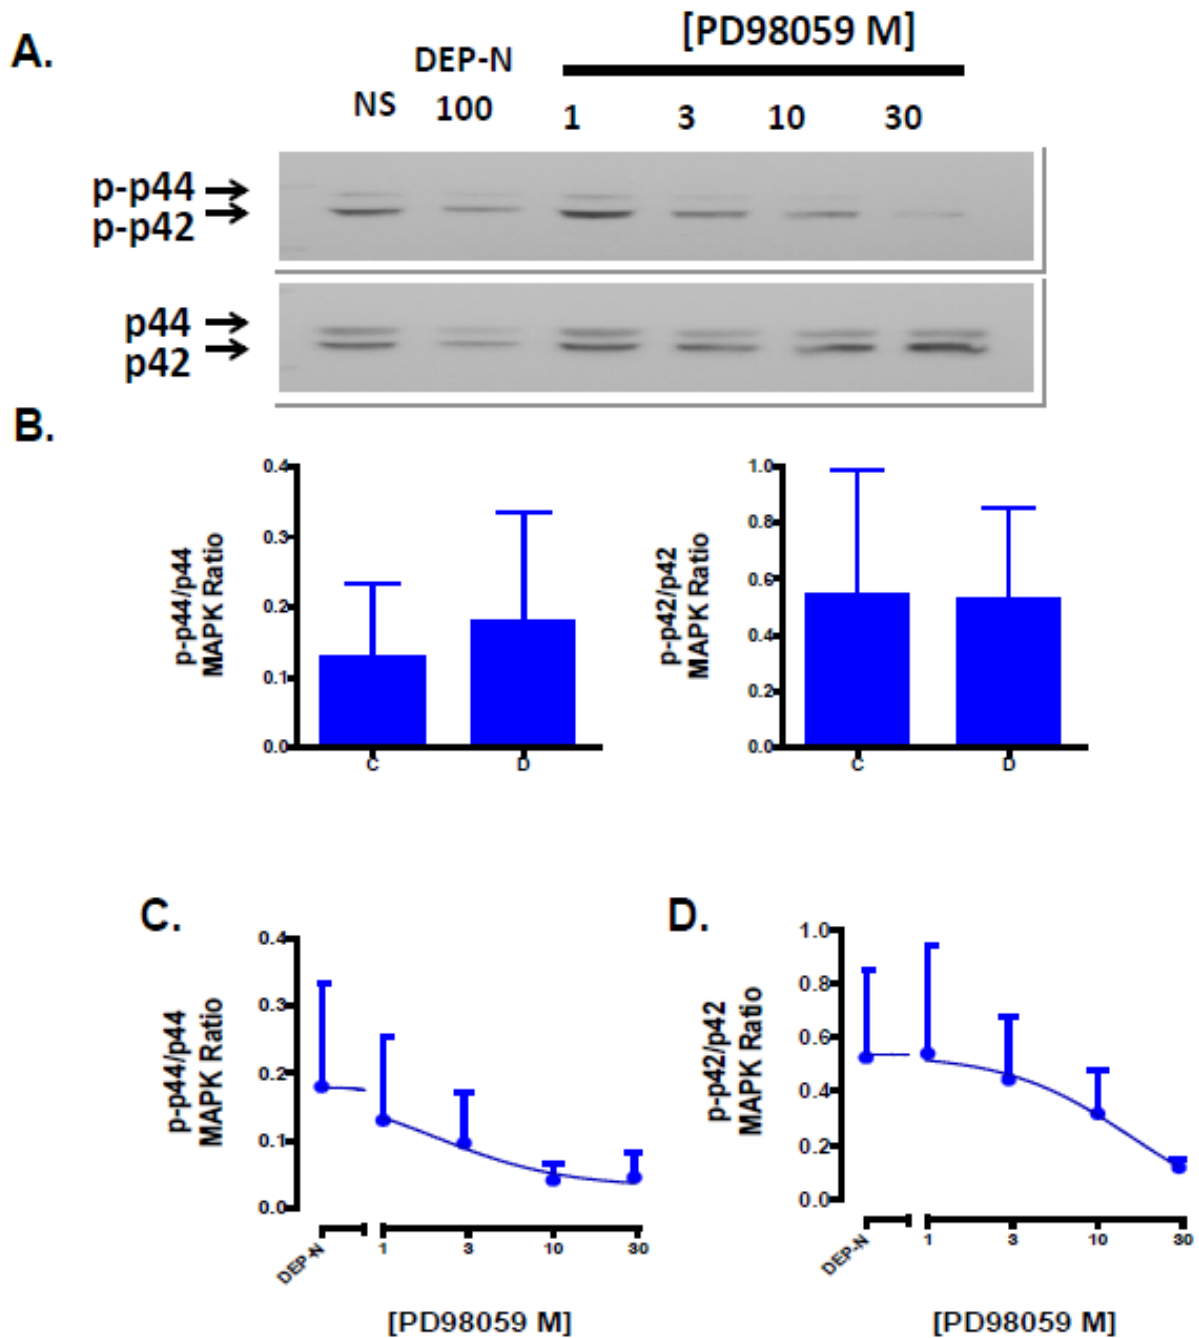 A.
[PD98059 M]
DEP-N
NS 100 1 3 10 30
p-p44
p-p42
p44
p42
B.
p-p44/p44
MAPK Ratio
0.4
0.3
0.2
0.1
0.0
C D
p-p42/p42
MAPK Ratio
1.0
0.8
0.6
0.4
0.2
0.0
C D
C.
p-p44/p44
MAPK Ratio
0.4
0.3
0.2
0.1
0.0
DEP-N 1 3 10 30
[PD98059 M]
D.
p-p42/p42
MAPK Ratio
1.0
0.8
0.6
0.4
0.2
0.0
DEP-N 1 3 10 30
[PD98059 M]